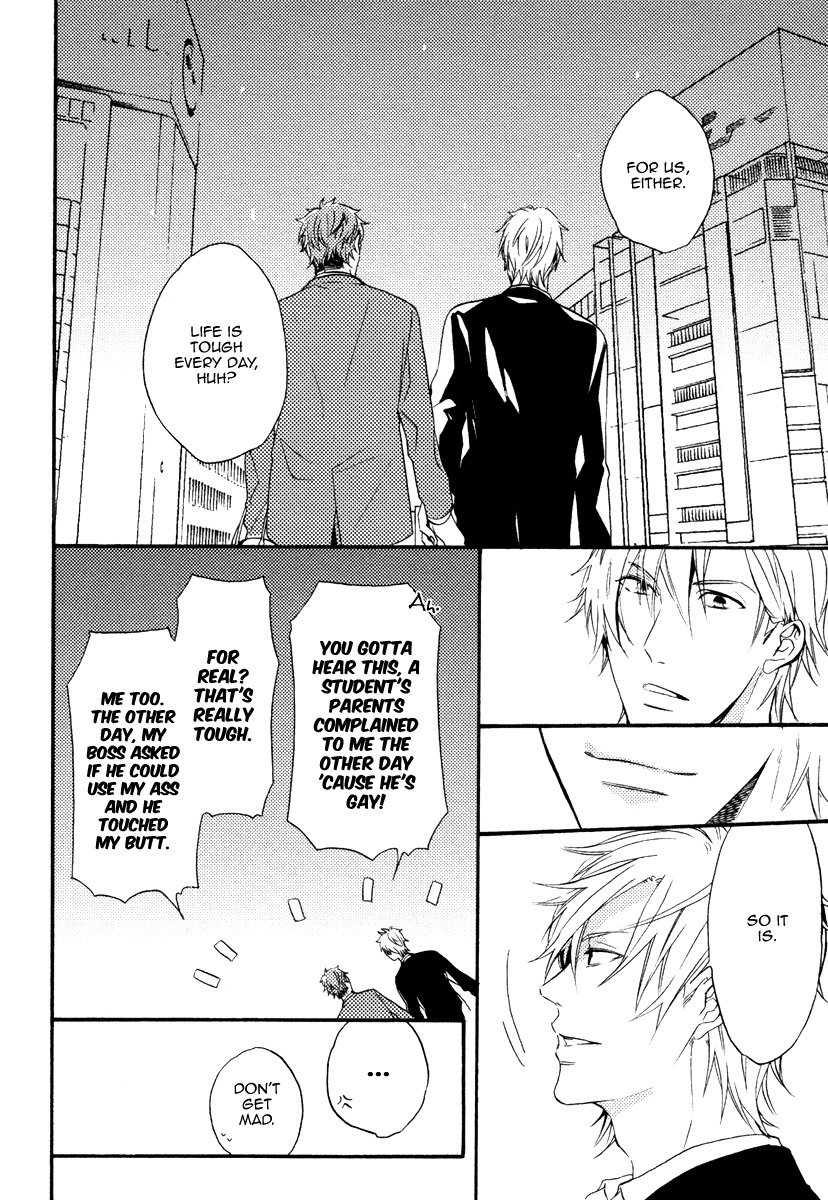 FOR US,
EITHER.
LIFE IS
TOUGH
EVERY DAY,
HUH?
SO IT
IS.
Ah.
YOU GOTTA
HEAR THIS, A
STUDENT'S
PARENTS
COMPLAINED
TO ME THE
OTHER DAY
'CAUSE HE'S
GAY!
FOR
REAL?
THAT'S
REALLY
TOUGH.
ME TOO.
THE OTHER
DAY, MY
BOSS ASKED
IF HE COULD
USE MY ASS
AND HE
TOUCHED
MY BUTT.
...
DON'T
GET
MAD.